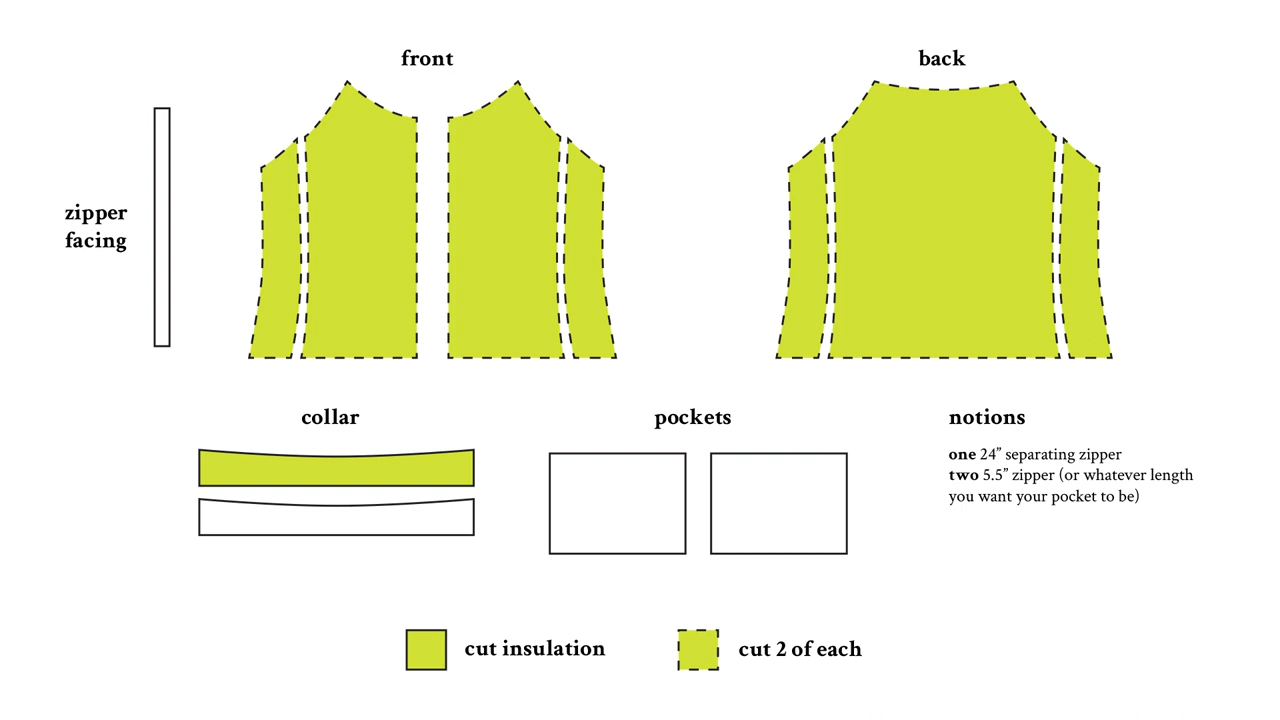 front
back
zipper
facing
collar
pockets
notions
one 24” separating zipper
two 5.5” zipper (or whatever length
you want your pocket to be)
cut insulation
cut 2 of each